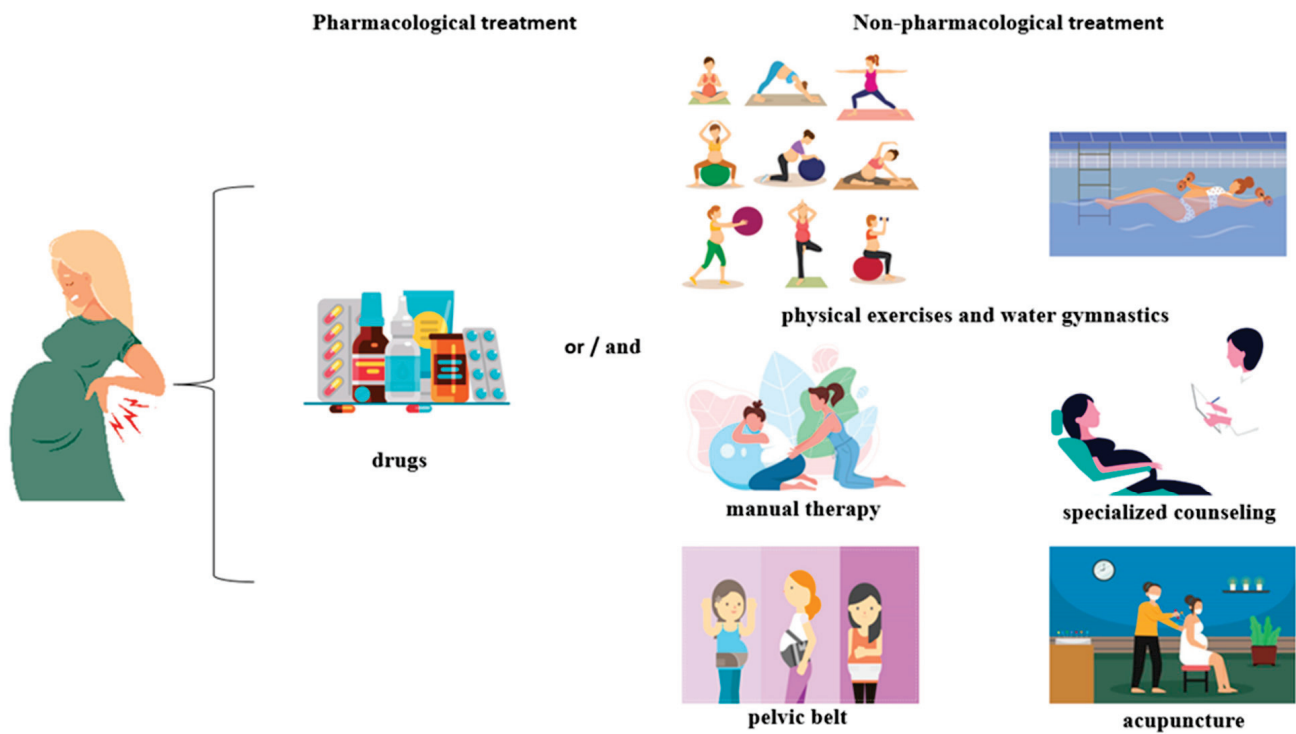 Pharmacological treatment
Non-pharmacological treatment
physical exercises and water gymnastics
or / and
drugs
manual therapy
specialized counseling
pelvic belt
acupuncture